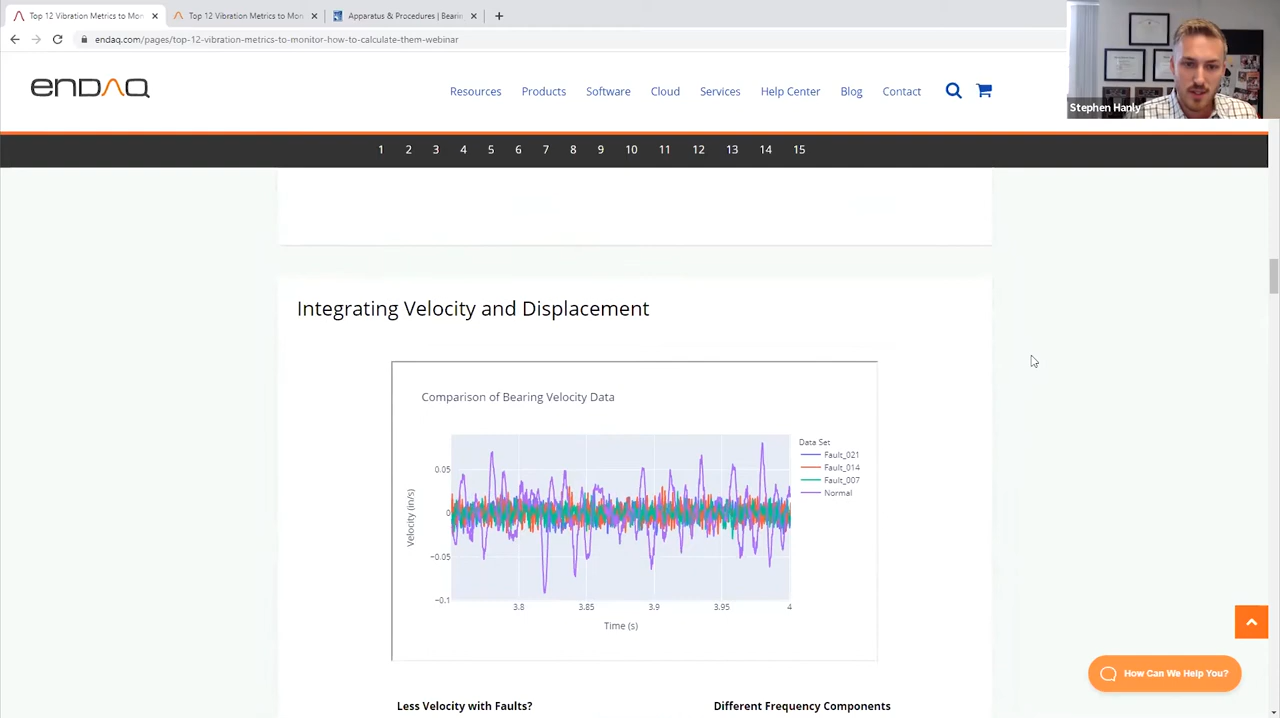 Top 12 Vibration Metrics to Mon
Top 12 Vibration Metrics to Mon
Apparatus & Procedures | Bearin
endaq.com/pages/top-12-vibration-metrics-to-monitor-how-to-calculate-them-webinar
Stephen Hanly
enDAQ
Resources Products Software Cloud Services Help Center Blog Contact
1 2 3 4 5 6 7 8 9 10 11 12 13 14 15
Integrating Velocity and Displacement
Comparison of Bearing Velocity Data
Data Set
Fault_021
Fault_014
Fault_007
Normal
0.05
0
−0.05
−0.1
Velocity (in/s)
3.8 3.85 3.9 3.95 4
Time (s)
How Can We Help You?
Less Velocity with Faults? Different Frequency Components